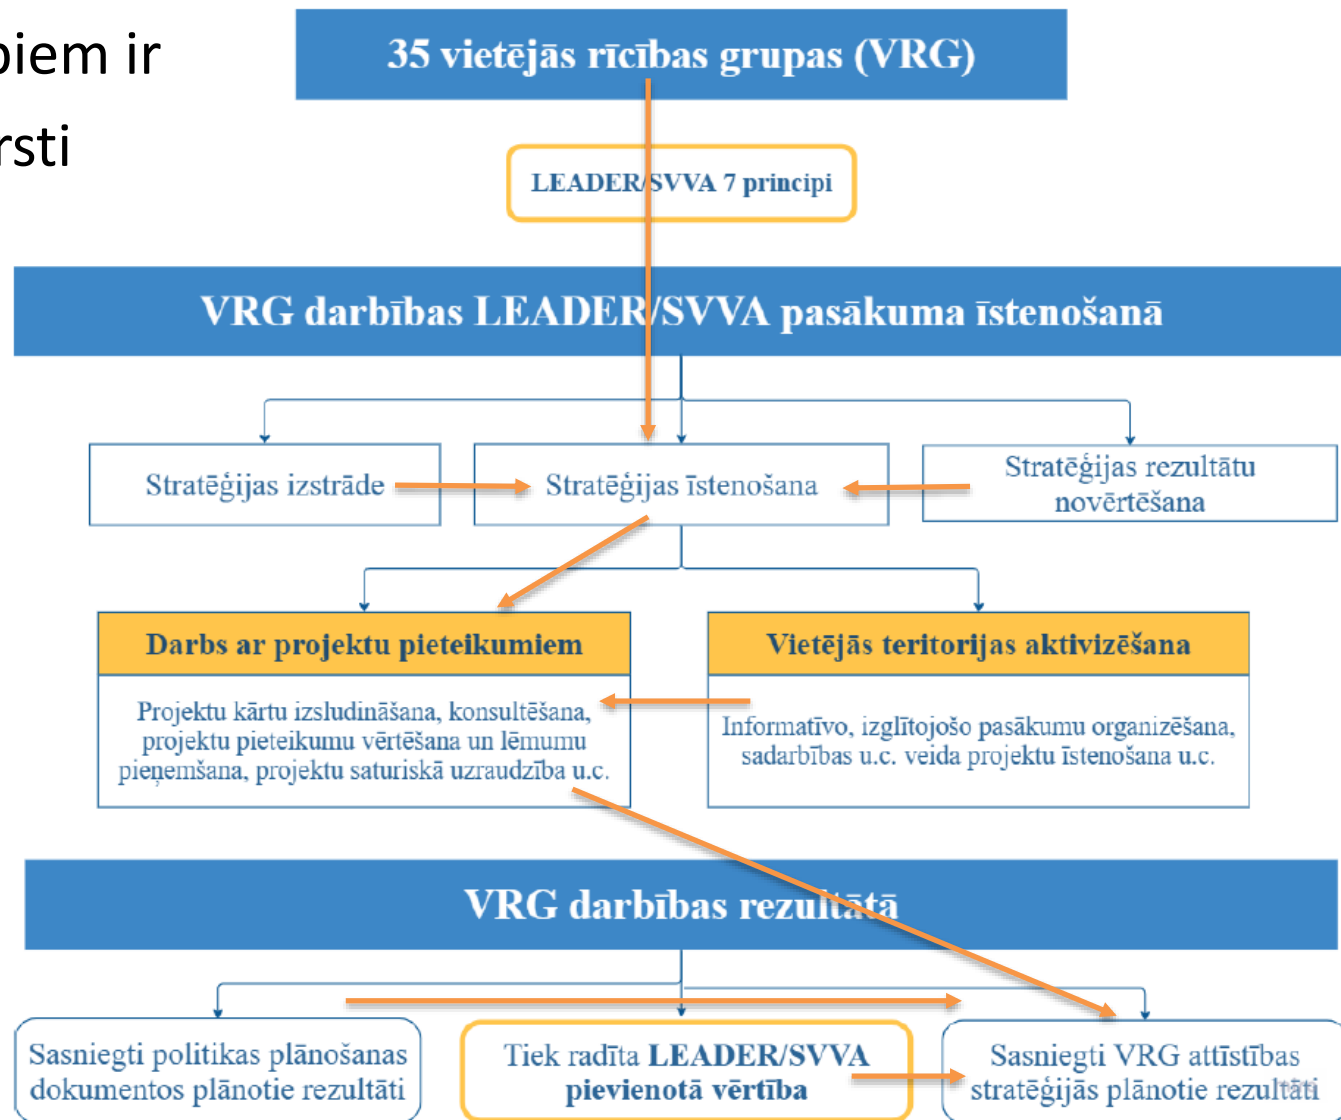 35 vietējās rīcības grupas (VRG)
piem ir
rsti
LEADER/SVVA 7 principi
VRG darbības LEADER/SVVA pasākuma īstenošanā
Stratēģijas izstrāde
Stratēģijas īstenošana
Stratēģijas rezultātu
novērtēšana
Darbs ar projektu pieteikumiem
Projektu kārtu izsludināšana, konsultēšana,
projektu pieteikumu vērtēšana un lēmumu
pieņemšana, projektu saturiskā uzraudzība u.c.
Vietējās teritorijas aktivizēšana
Informatīvo, izglītojošo pasākumu organizēšana,
sadarbības u.c. veida projektu īstenošana u.c.
VRG darbības rezultātā
Sasniegti politikas plānošanas
dokumentos plānotie rezultāti
Tiek radīta LEADER/SVVA
pievienotā vērtība
Sasniegti VRG attīstības
stratēģijās plānotie rezultāti